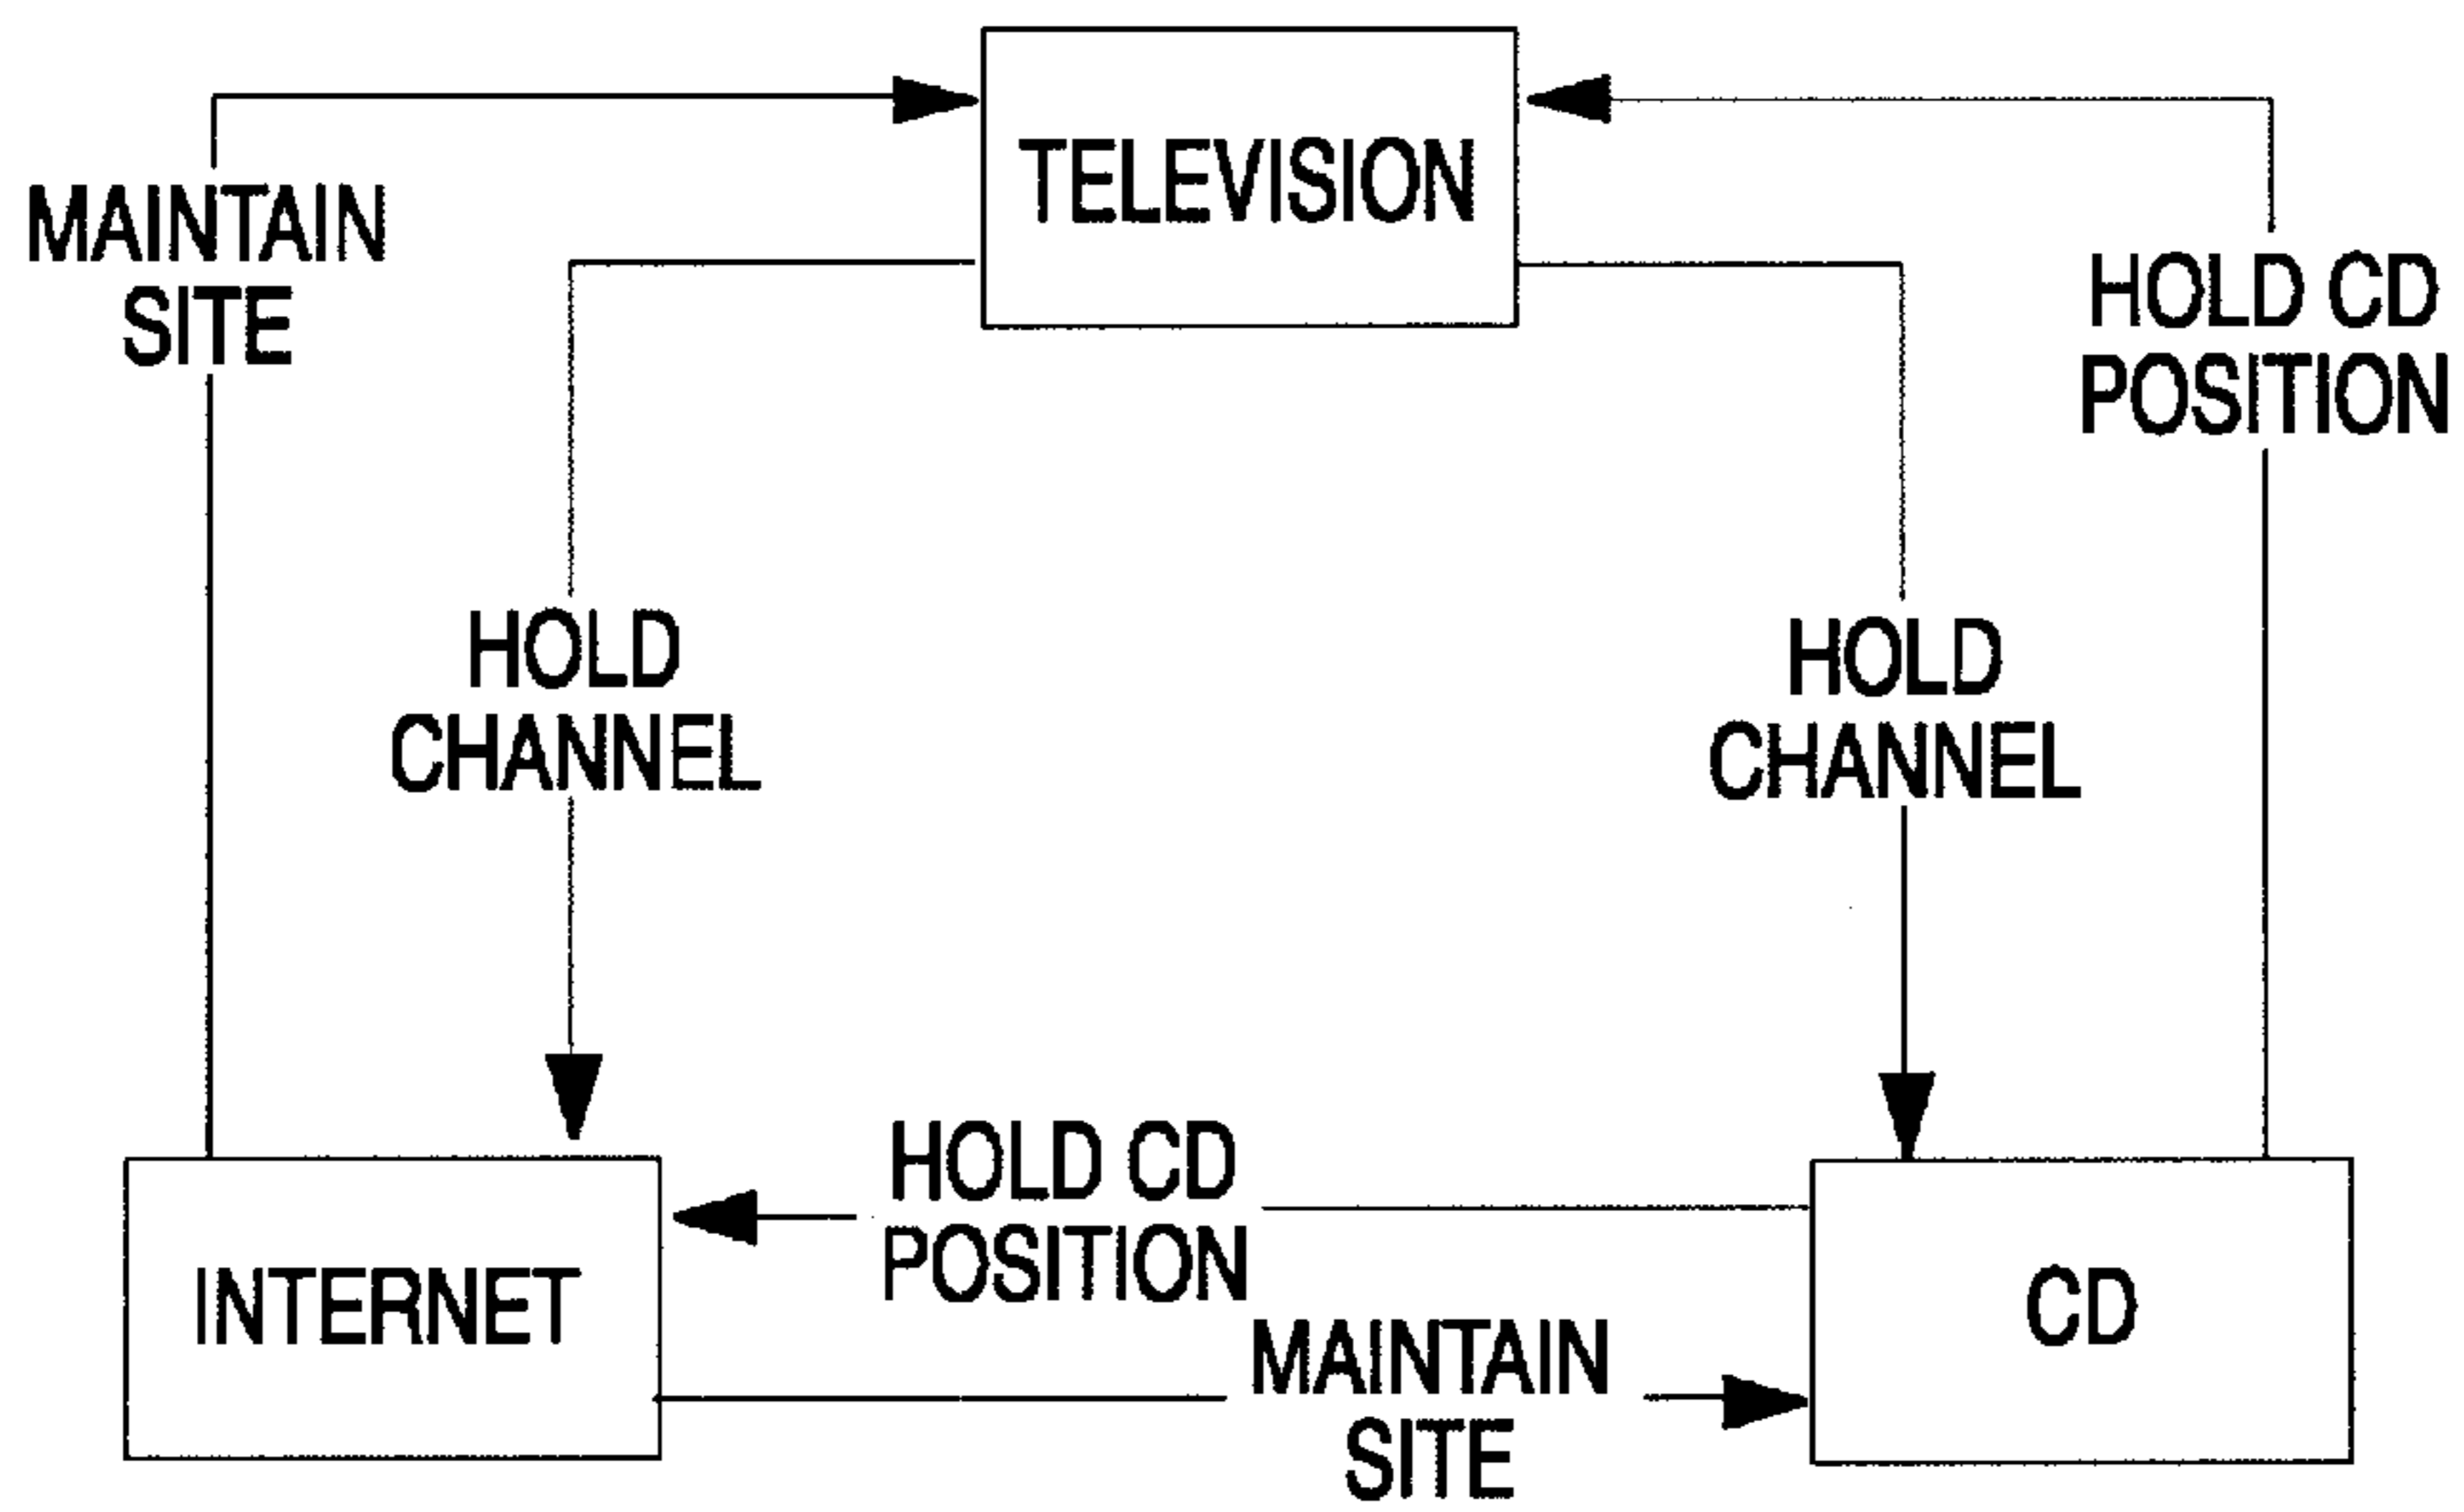 TELEVISION
MAINTAIN
SITE
HOLD CD
POSITION
HOLD
CHANNEL
HOLD
CHANNEL
HOLD CD
POSITION
INTERNET
CD
MAINTAIN
SITE